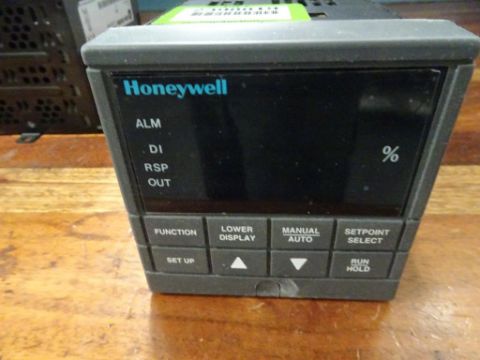 Honeywell
ALM
DI
%
RSP
OUT
FUNCTION
LOWER
DISPLAY
MANUAL
AUTO
SETPOINT
SELECT
SET UP
RUN
HOLD